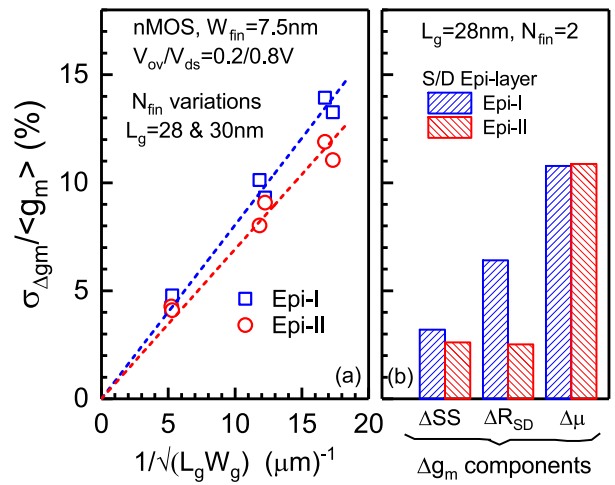 nMOS, W_fin=7.5nm
V_ov/V_ds=0.2/0.8V
N_fin variations
L_g=28 & 30nm
15
10
5
0
σ_Δgm/<g_m> (%)
Epi-I
Epi-II
(a)
0 5 10 15 20
1/√(L_gW_g) (μm)^-1
L_g=28nm, N_fin=2
S/D Epi-layer
Epi-I
Epi-II
(b)
ΔSS ΔR_SD Δμ
Δg_m components